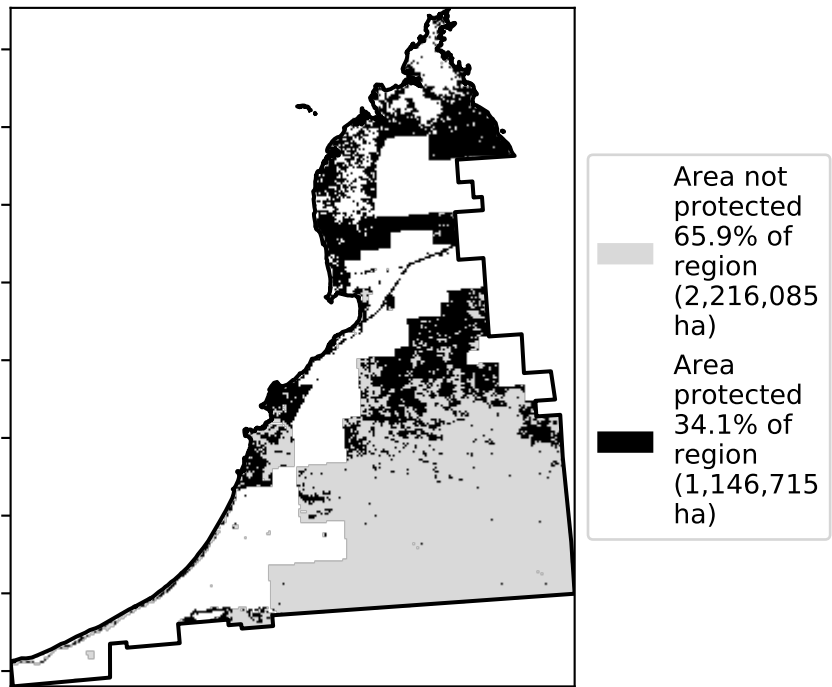 Area not
protected
65.9% of
region
(2,216,085
ha)
Area
protected
34.1% of
region
(1,146,715
ha)